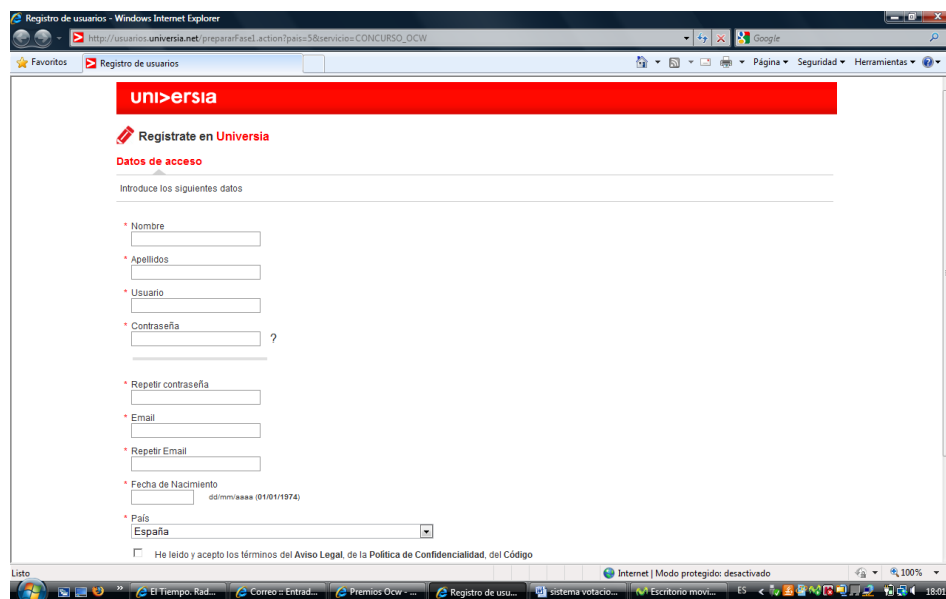 Registro de usuarios - Windows Internet Explorer
http://usuarios.universia.net/prepararFase1.action?pais=5&servicio=CONCURSO_OCW
Google
Favoritos
Registro de usuarios
Página
Seguridad
Herramientas
uni>ersia
Regístrate en Universia
Datos de acceso
Introduce los siguientes datos
* Nombre
* Apellidos
* Usuario
* Contraseña
?
* Repetir contraseña
* Email
* Repetir Email
* Fecha de Nacimiento
dd/mm/aaaa (01/01/1974)
* País
España
He leido y acepto los términos del Aviso Legal, de la Política de Confidencialidad, del Código
Listo
Internet | Modo protegido: desactivado
100%
El Tiempo. Rad...
Correo :: Entrad...
Premios Ocw - ...
Registro de usu...
sistema votacio...
Escritorio movi...
ES
18:01